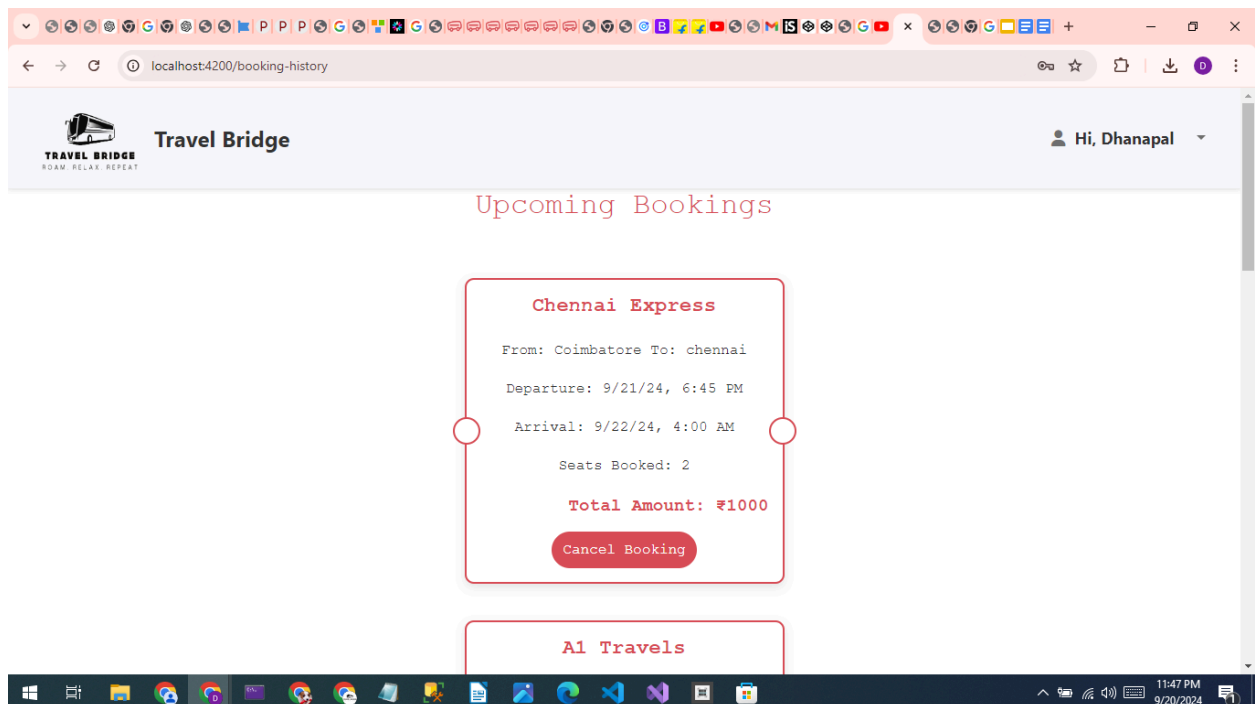 localhost:4200/booking-history
D
TRAVEL BRIDGE
ROAM. RELAX. REPEAT
Travel Bridge
Hi, Dhanapal
Upcoming Bookings
Chennai Express
From: Coimbatore To: chennai
Departure: 9/21/24, 6:45 PM
Arrival: 9/22/24, 4:00 AM
Seats Booked: 2
Total Amount: ₹1000
Cancel Booking
A1 Travels
11:47 PM
9/20/2024